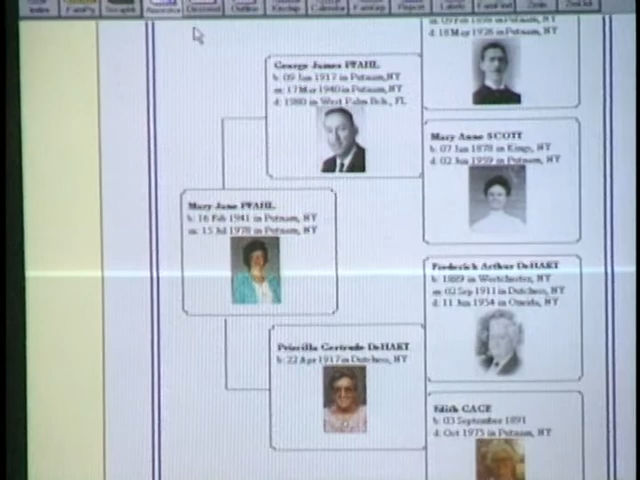 George James PFAHL
b: 09 Jan 1917 in Putnam, NY
m: 17 Mar 1940 in Putnam, NY
d: 1980 in West Palm Bch., FL
d: 18 Mar 1926 in Putnam, NY
Mary Anne SCOTT
b: 07 Jan 1878 in Kings, NY
d: 02 Jun 1959 in Putnam, NY
Mary Jane PFAHL
b: 16 Feb 1941 in Putnam, NY
m: 15 Jul 1978 in Putnam, NY
Frederick Arthur DeHART
b: 1889 in Westchester, NY
m: 02 Sep 1911 in Dutchess, NY
d: 11 Jun 1954 in Oneida, NY
Priscilla Gertrude DeHART
b: 22 Apr 1917 in Dutchess, NY
Edith CACE
b: 03 September 1891
d: Oct 1975 in Putnam, NY